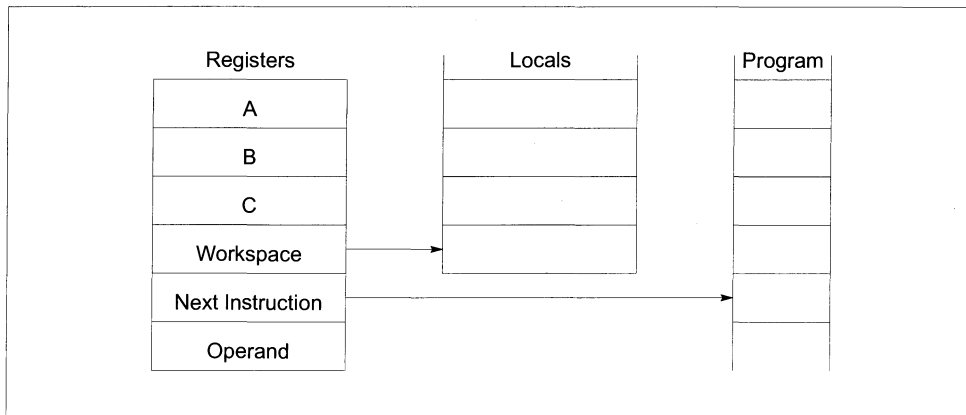 Registers
Locals
Program
A
B
C
Workspace
Next Instruction
Operand